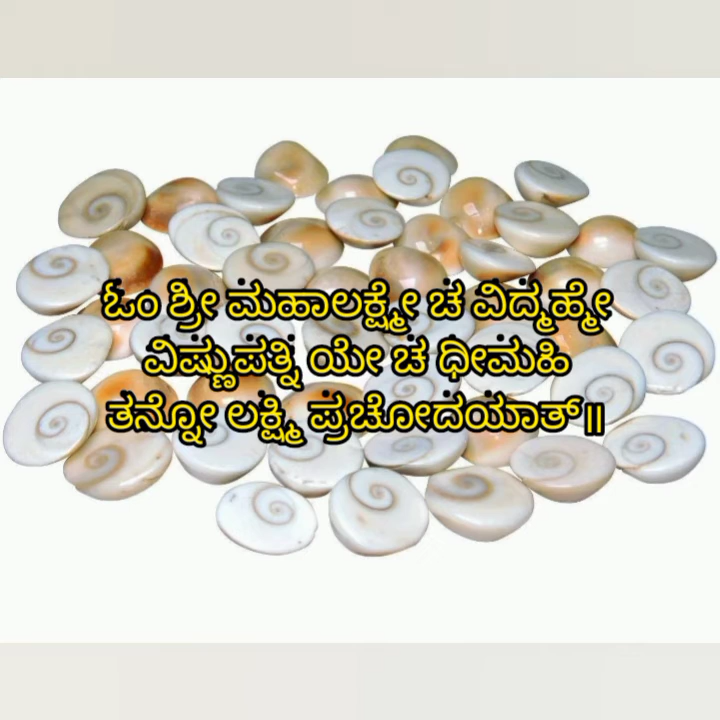 ಓಂ ಶ್ರೀ ಮಹಾಲಕ್ಷ್ಮೇ ಚ ವಿದ್ಮಹ್ಮೇ
ವಿಷ್ಣುಪತ್ನಿ ಯೇ ಚ ಧೀಮಹಿ
ತನ್ನೋ ಲಕ್ಷ್ಮಿ ಪ್ರಚೋದಯಾತ್॥